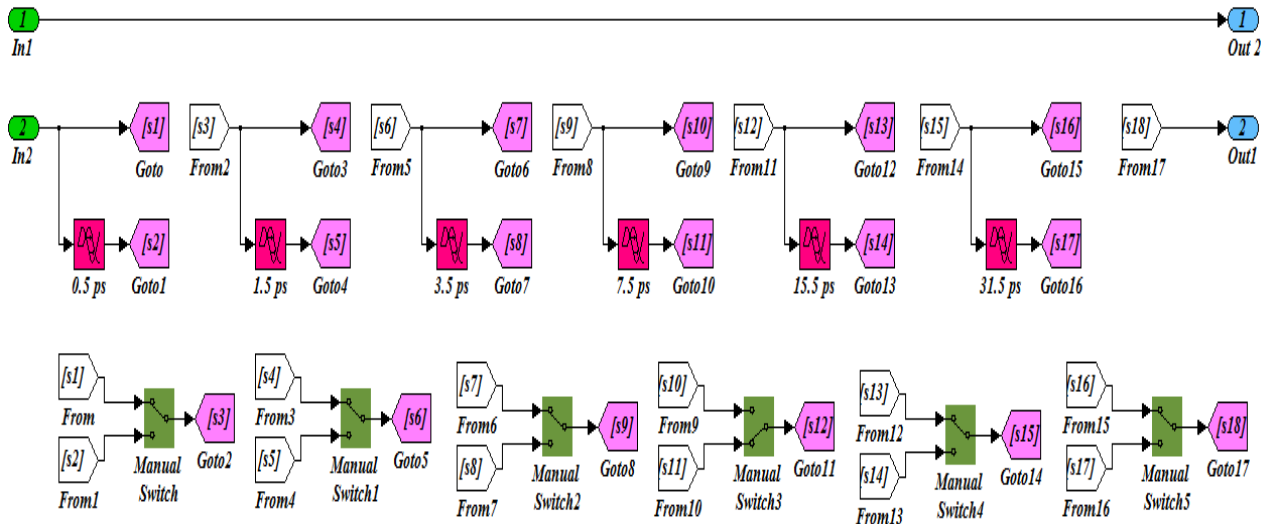 1
In1
1
Out 2
2
In2
[s1]
Goto
[s3]
From2
[s4]
Goto3
[s6]
From5
[s7]
Goto6
[s9]
From8
[s10]
Goto9
[s12]
From11
[s13]
Goto12
[s15]
From14
[s16]
Goto15
[s18]
From17
2
Out1
0.5 ps
[s2]
Goto1
1.5 ps
[s5]
Goto4
3.5 ps
[s8]
Goto7
7.5 ps
[s11]
Goto10
15.5 ps
[s14]
Goto13
31.5 ps
[s17]
Goto16
[s1]
From
[s2]
From1
Manual
Switch
[s3]
Goto2
[s4]
From3
[s5]
From4
Manual
Switch1
[s6]
Goto5
[s7]
From6
[s8]
From7
Manual
Switch2
[s9]
Goto8
[s10]
From9
[s11]
From10
Manual
Switch3
[s12]
Goto11
[s13]
From12
[s14]
From13
Manual
Switch4
[s15]
Goto14
[s16]
From15
[s17]
From16
Manual
Switch5
[s18]
Goto17